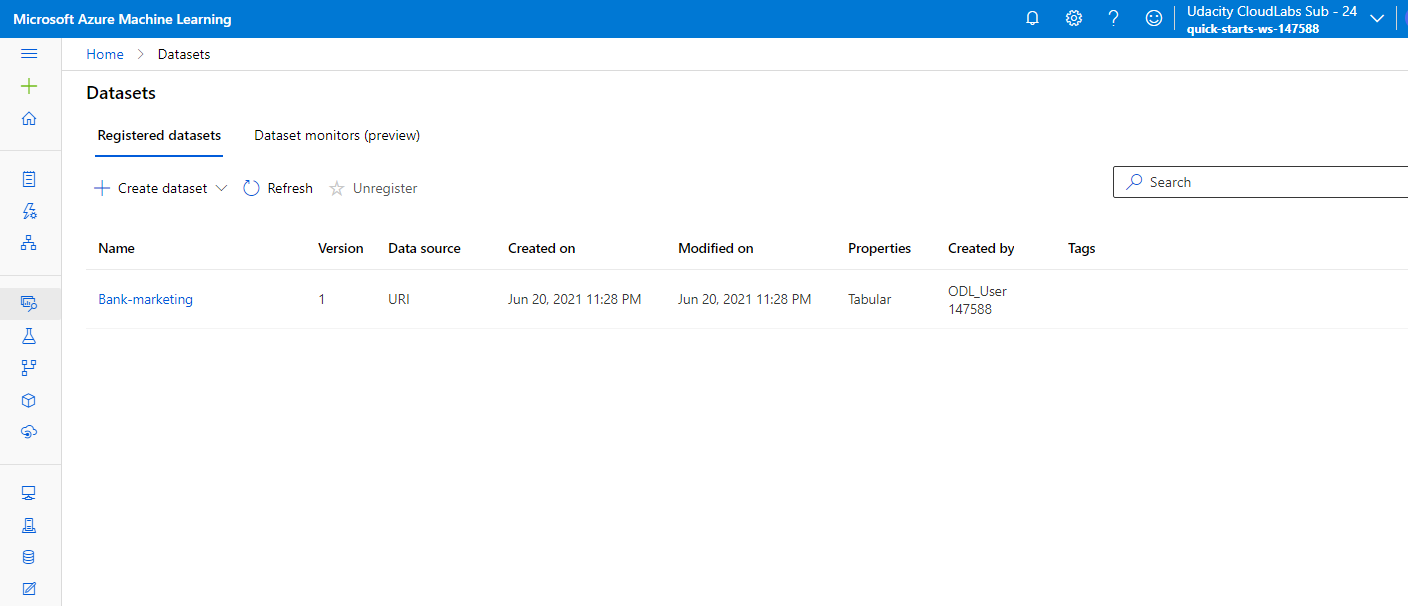 Microsoft Azure Machine Learning
Udacity CloudLabs Sub - 24
quick-starts-ws-147588
Home > Datasets
Datasets
Registered datasets Dataset monitors (preview)
Create dataset Refresh Unregister
Search
Name Version Data source Created on Modified on Properties Created by Tags
Bank-marketing 1 URI Jun 20, 2021 11:28 PM Jun 20, 2021 11:28 PM Tabular ODL_User
147588